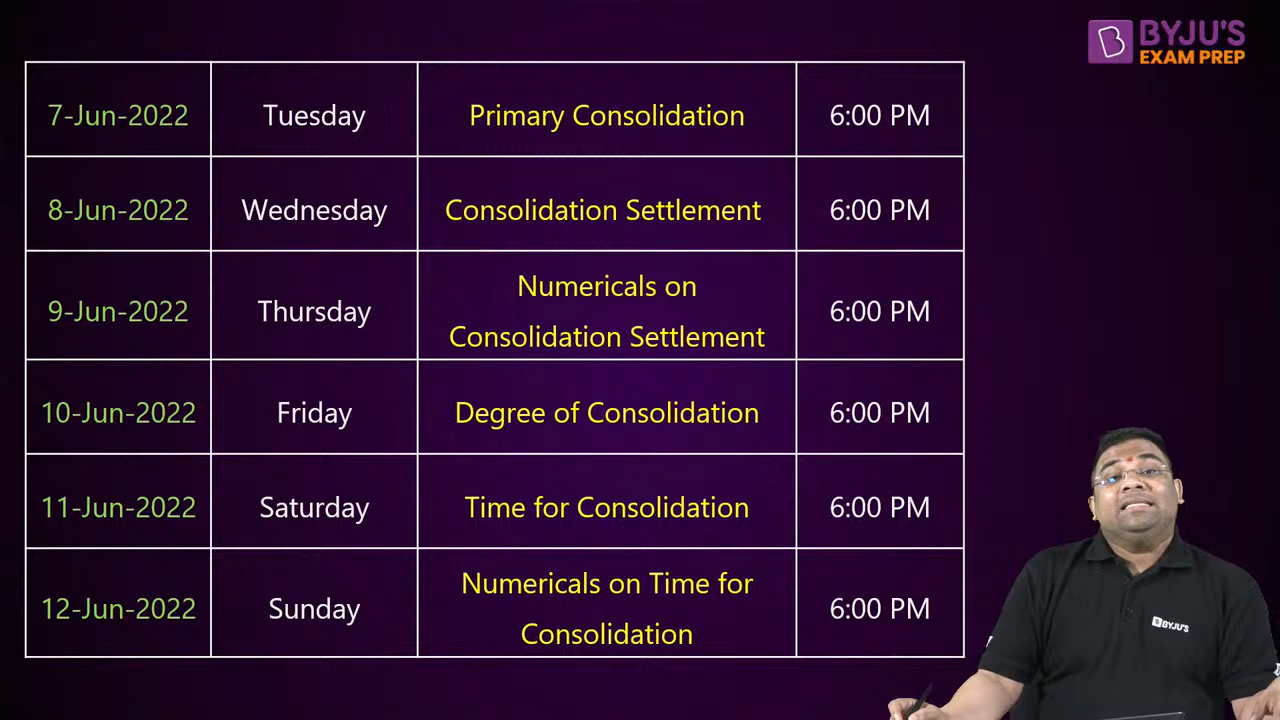 BYJU'S
EXAM PREP
7-Jun-2022 Tuesday Primary Consolidation 6:00 PM
8-Jun-2022 Wednesday Consolidation Settlement 6:00 PM
9-Jun-2022 Thursday Numericals on
Consolidation Settlement 6:00 PM
10-Jun-2022 Friday Degree of Consolidation 6:00 PM
11-Jun-2022 Saturday Time for Consolidation 6:00 PM
12-Jun-2022 Sunday Numericals on Time for
Consolidation 6:00 PM
BYJU'S